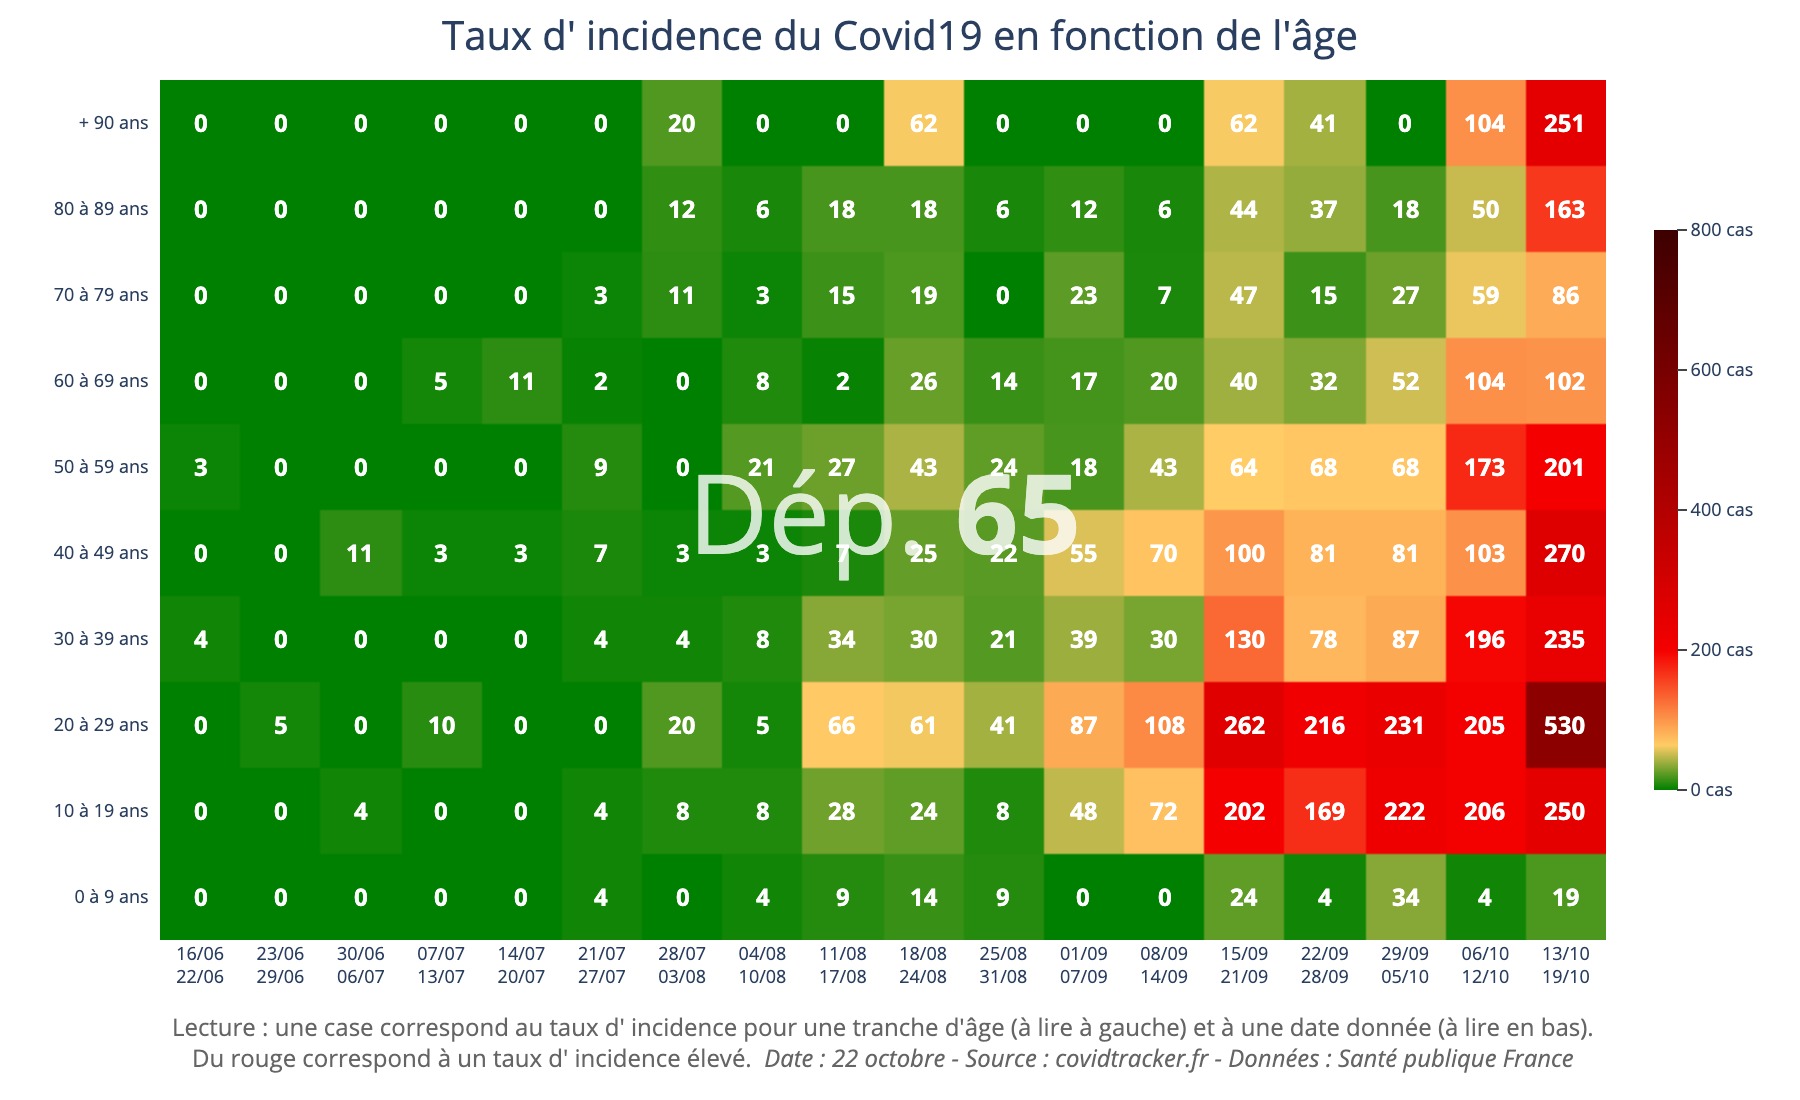 Taux d' incidence du Covid19 en fonction de l'âge
+ 90 ans 0 0 0 0 0 0 20 0 0 62 0 0 0 62 41 0 104 251
80 à 89 ans 0 0 0 0 0 0 12 6 18 18 6 12 6 44 37 18 50 163
800 cas
70 à 79 ans 0 0 0 0 0 3 11 3 15 19 0 23 7 47 15 27 59 86
600 cas
60 à 69 ans 0 0 0 5 11 2 0 8 2 26 14 17 20 40 32 52 104 102
50 à 59 ans 3 0 0 0 0 9 0 21 27 43 24 18 43 64 68 68 173 201
Dép. 65
400 cas
40 à 49 ans 0 0 11 3 3 7 3 3 7 25 22 55 70 100 81 81 103 270
30 à 39 ans 4 0 0 0 0 4 4 8 34 30 21 39 30 130 78 87 196 235
200 cas
20 à 29 ans 0 5 0 10 0 0 20 5 66 61 41 87 108 262 216 231 205 530
0 cas
10 à 19 ans 0 0 4 0 0 4 8 8 28 24 8 48 72 202 169 222 206 250
0 à 9 ans 0 0 0 0 0 4 0 4 9 14 9 0 0 24 4 34 4 19
16/06 23/06 30/06 07/07 14/07 21/07 28/07 04/08 11/08 18/08 25/08 01/09 08/09 15/09 22/09 29/09 06/10 13/10
22/06 29/06 06/07 13/07 20/07 27/07 03/08 10/08 17/08 24/08 31/08 07/09 14/09 21/09 28/09 05/10 12/10 19/10
Lecture : une case correspond au taux d' incidence pour une tranche d'âge (à lire à gauche) et à une date donnée (à lire en bas).
Du rouge correspond à un taux d' incidence élevé. Date : 22 octobre - Source : covidtracker.fr - Données : Santé publique France